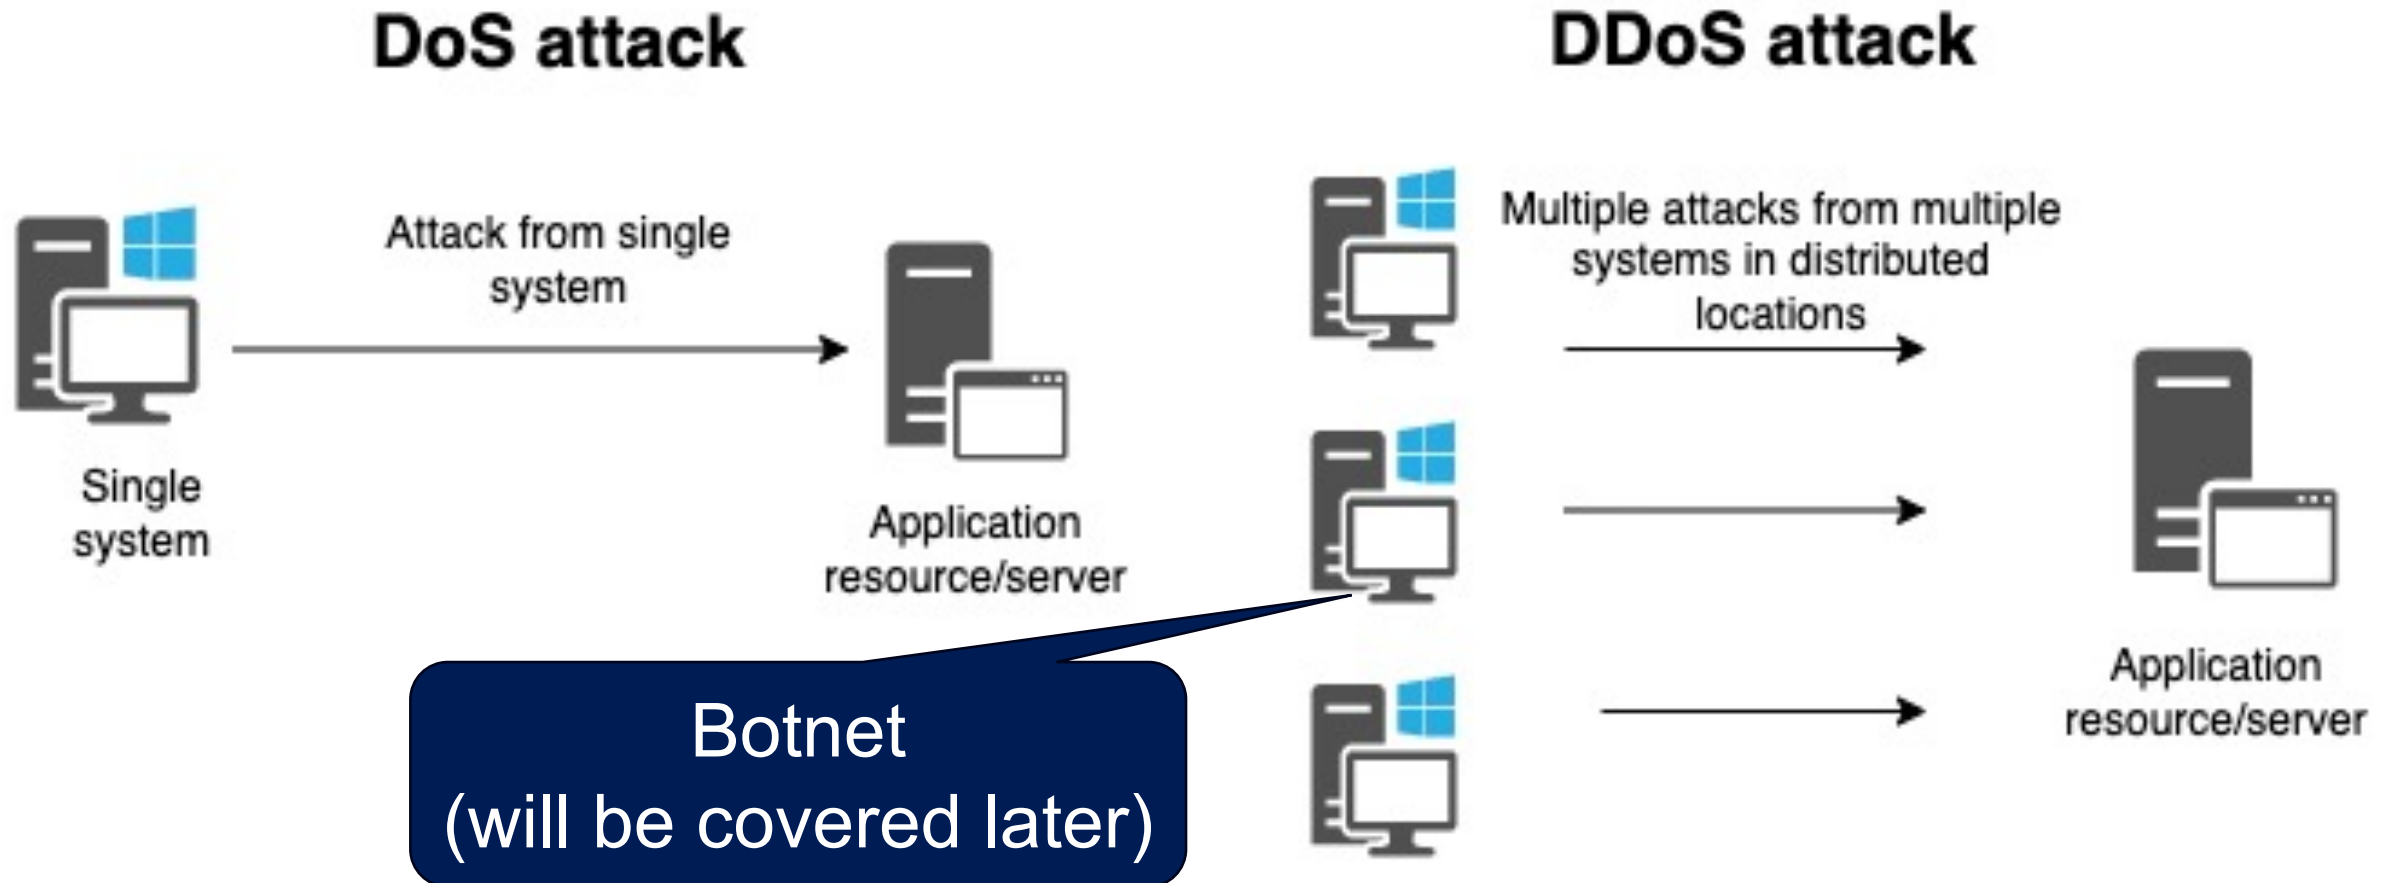 DoS attack
Attack from single
system
Single
system
Application
resource/server
DDoS attack
Multiple attacks from multiple
systems in distributed
locations
Application
resource/server
Botnet
(will be covered later)